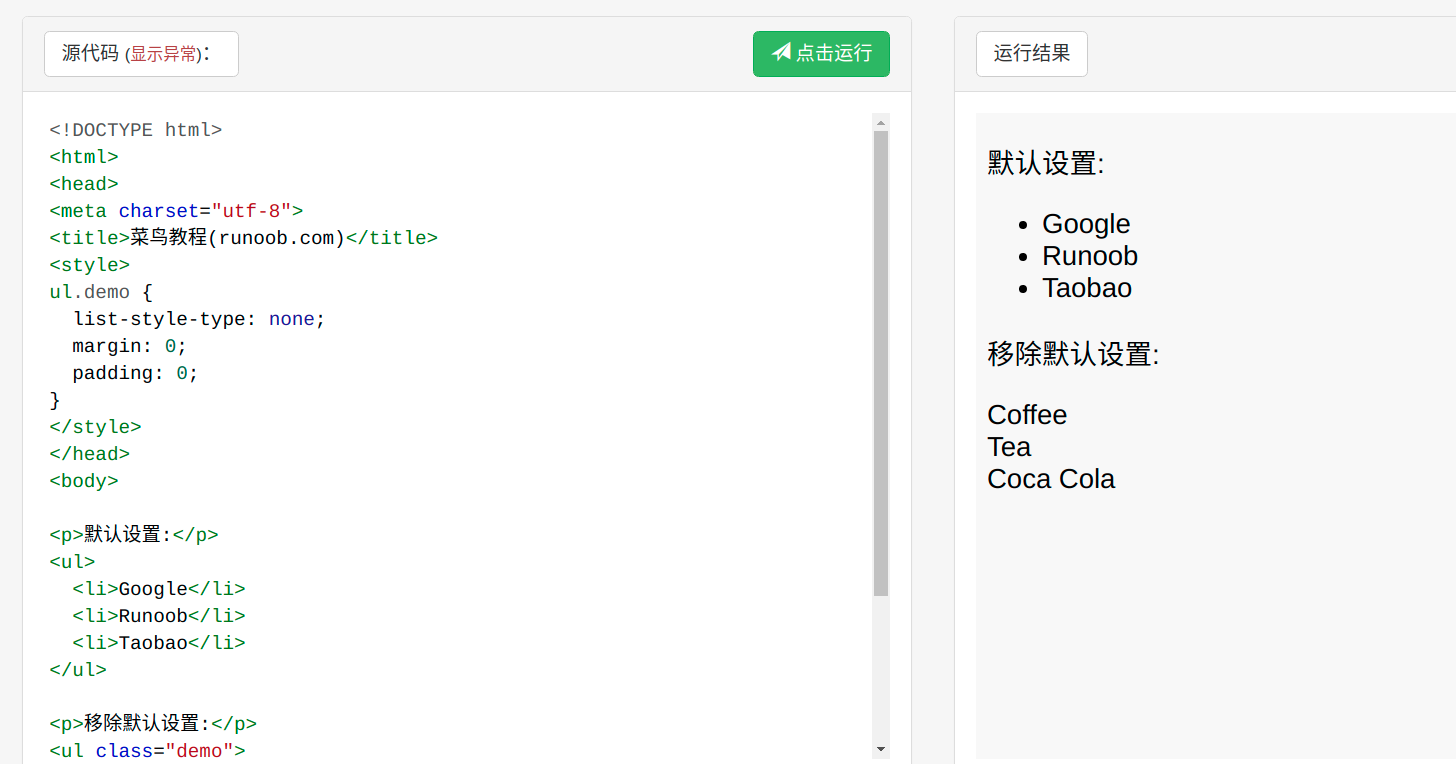 源代码 (显示异常)：
点击运行
<!DOCTYPE html>
<html>
<head>
<meta charset="utf-8">
<title>菜鸟教程(runoob.com)</title>
<style>
ul.demo {
  list-style-type: none;
  margin: 0;
  padding: 0;
}
</style>
</head>
<body>
<p>默认设置:</p>
<ul>
  <li>Google</li>
  <li>Runoob</li>
  <li>Taobao</li>
</ul>
<p>移除默认设置:</p>
<ul class="demo">
运行结果
默认设置:
Google
Runoob
Taobao
移除默认设置:
Coffee
Tea
Coca Cola